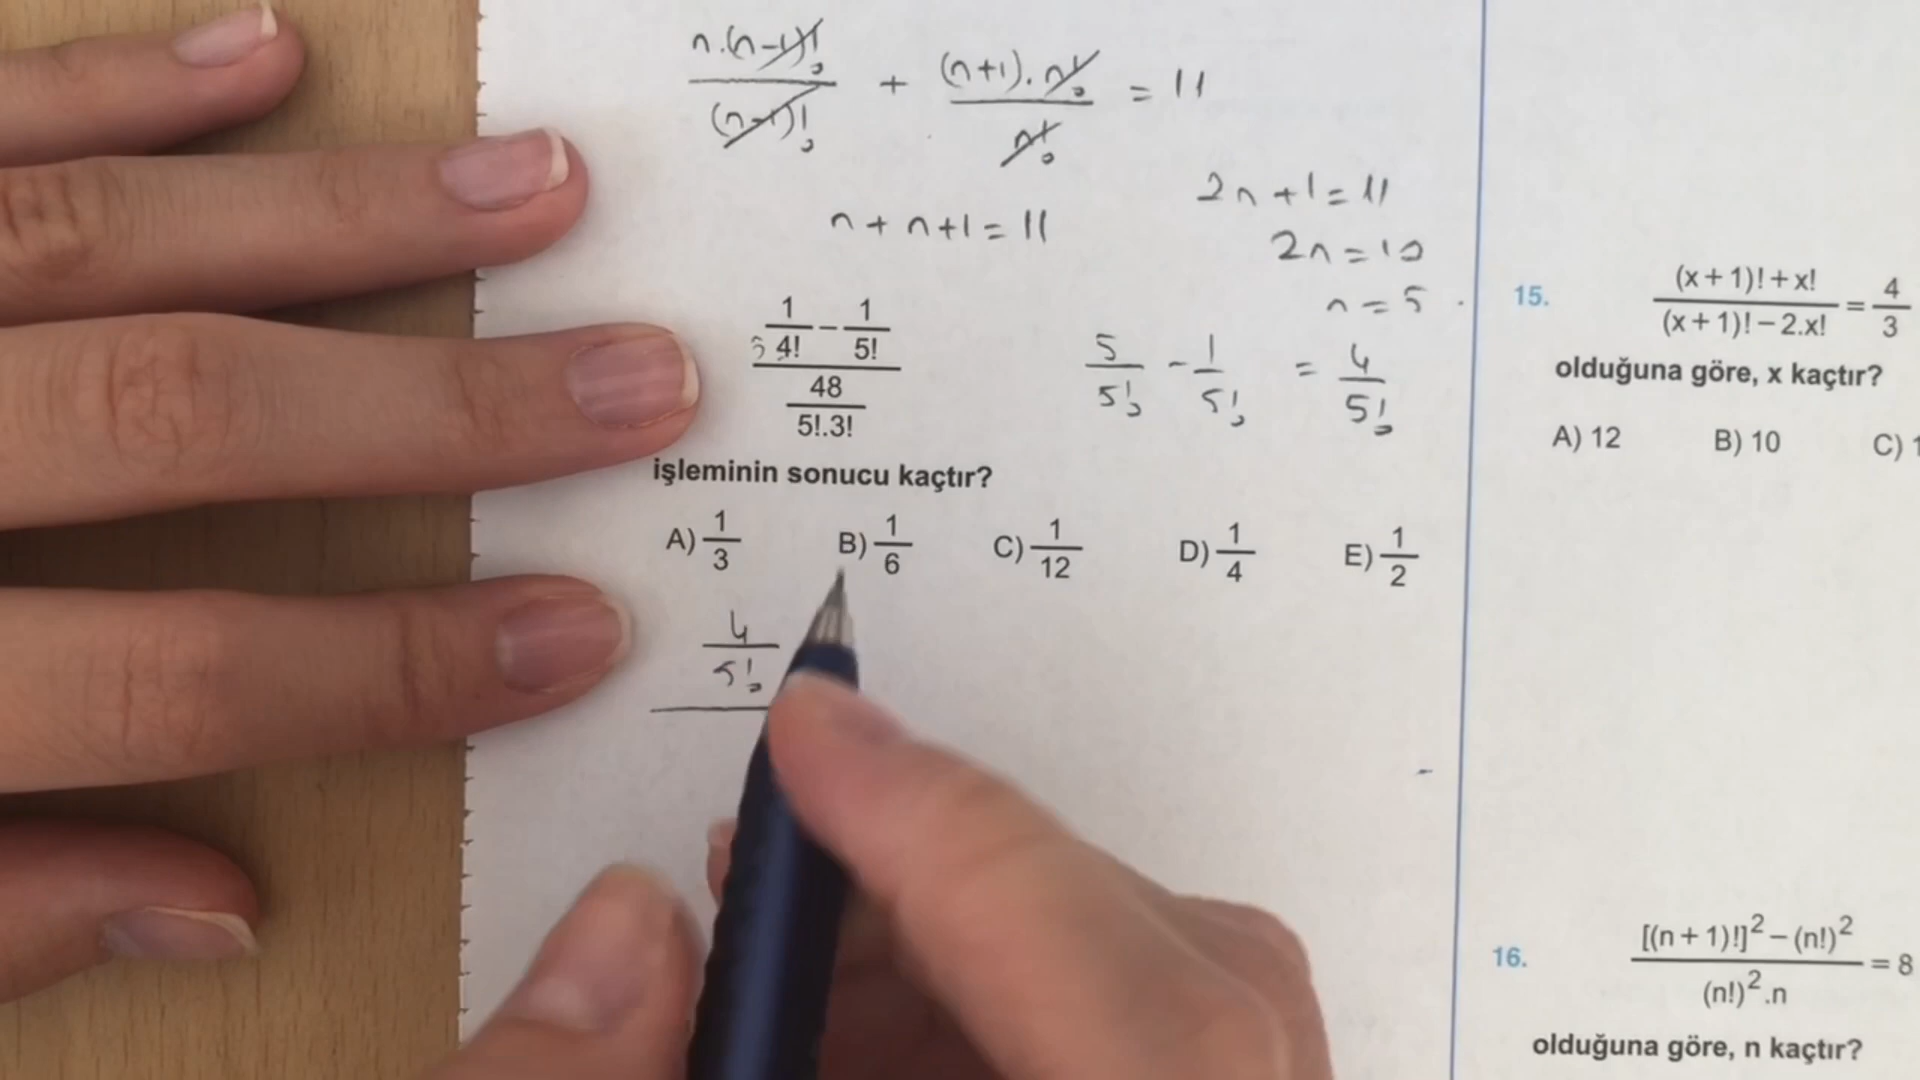 n.(n-1)! / (n-1)! + (n+1).n! / n! = 11
n + n+1 = 11
2n + 1 = 11
2n = 10
n = 5
1/4! - 1/5!
5
48
5!.3!
5/5! - 1/5! = 4/5!
işleminin sonucu kaçtır?
A) 1/3 B) 1/6 C) 1/12 D) 1/4 E) 1/2
4/5!
15. (x+1)!+x! / (x+1)!-2.x! = 4/3
olduğuna göre, x kaçtır?
A) 12 B) 10 C)
16. [(n+1)!]² - (n!)² / (n!)².n = 8
olduğuna göre, n kaçtır?